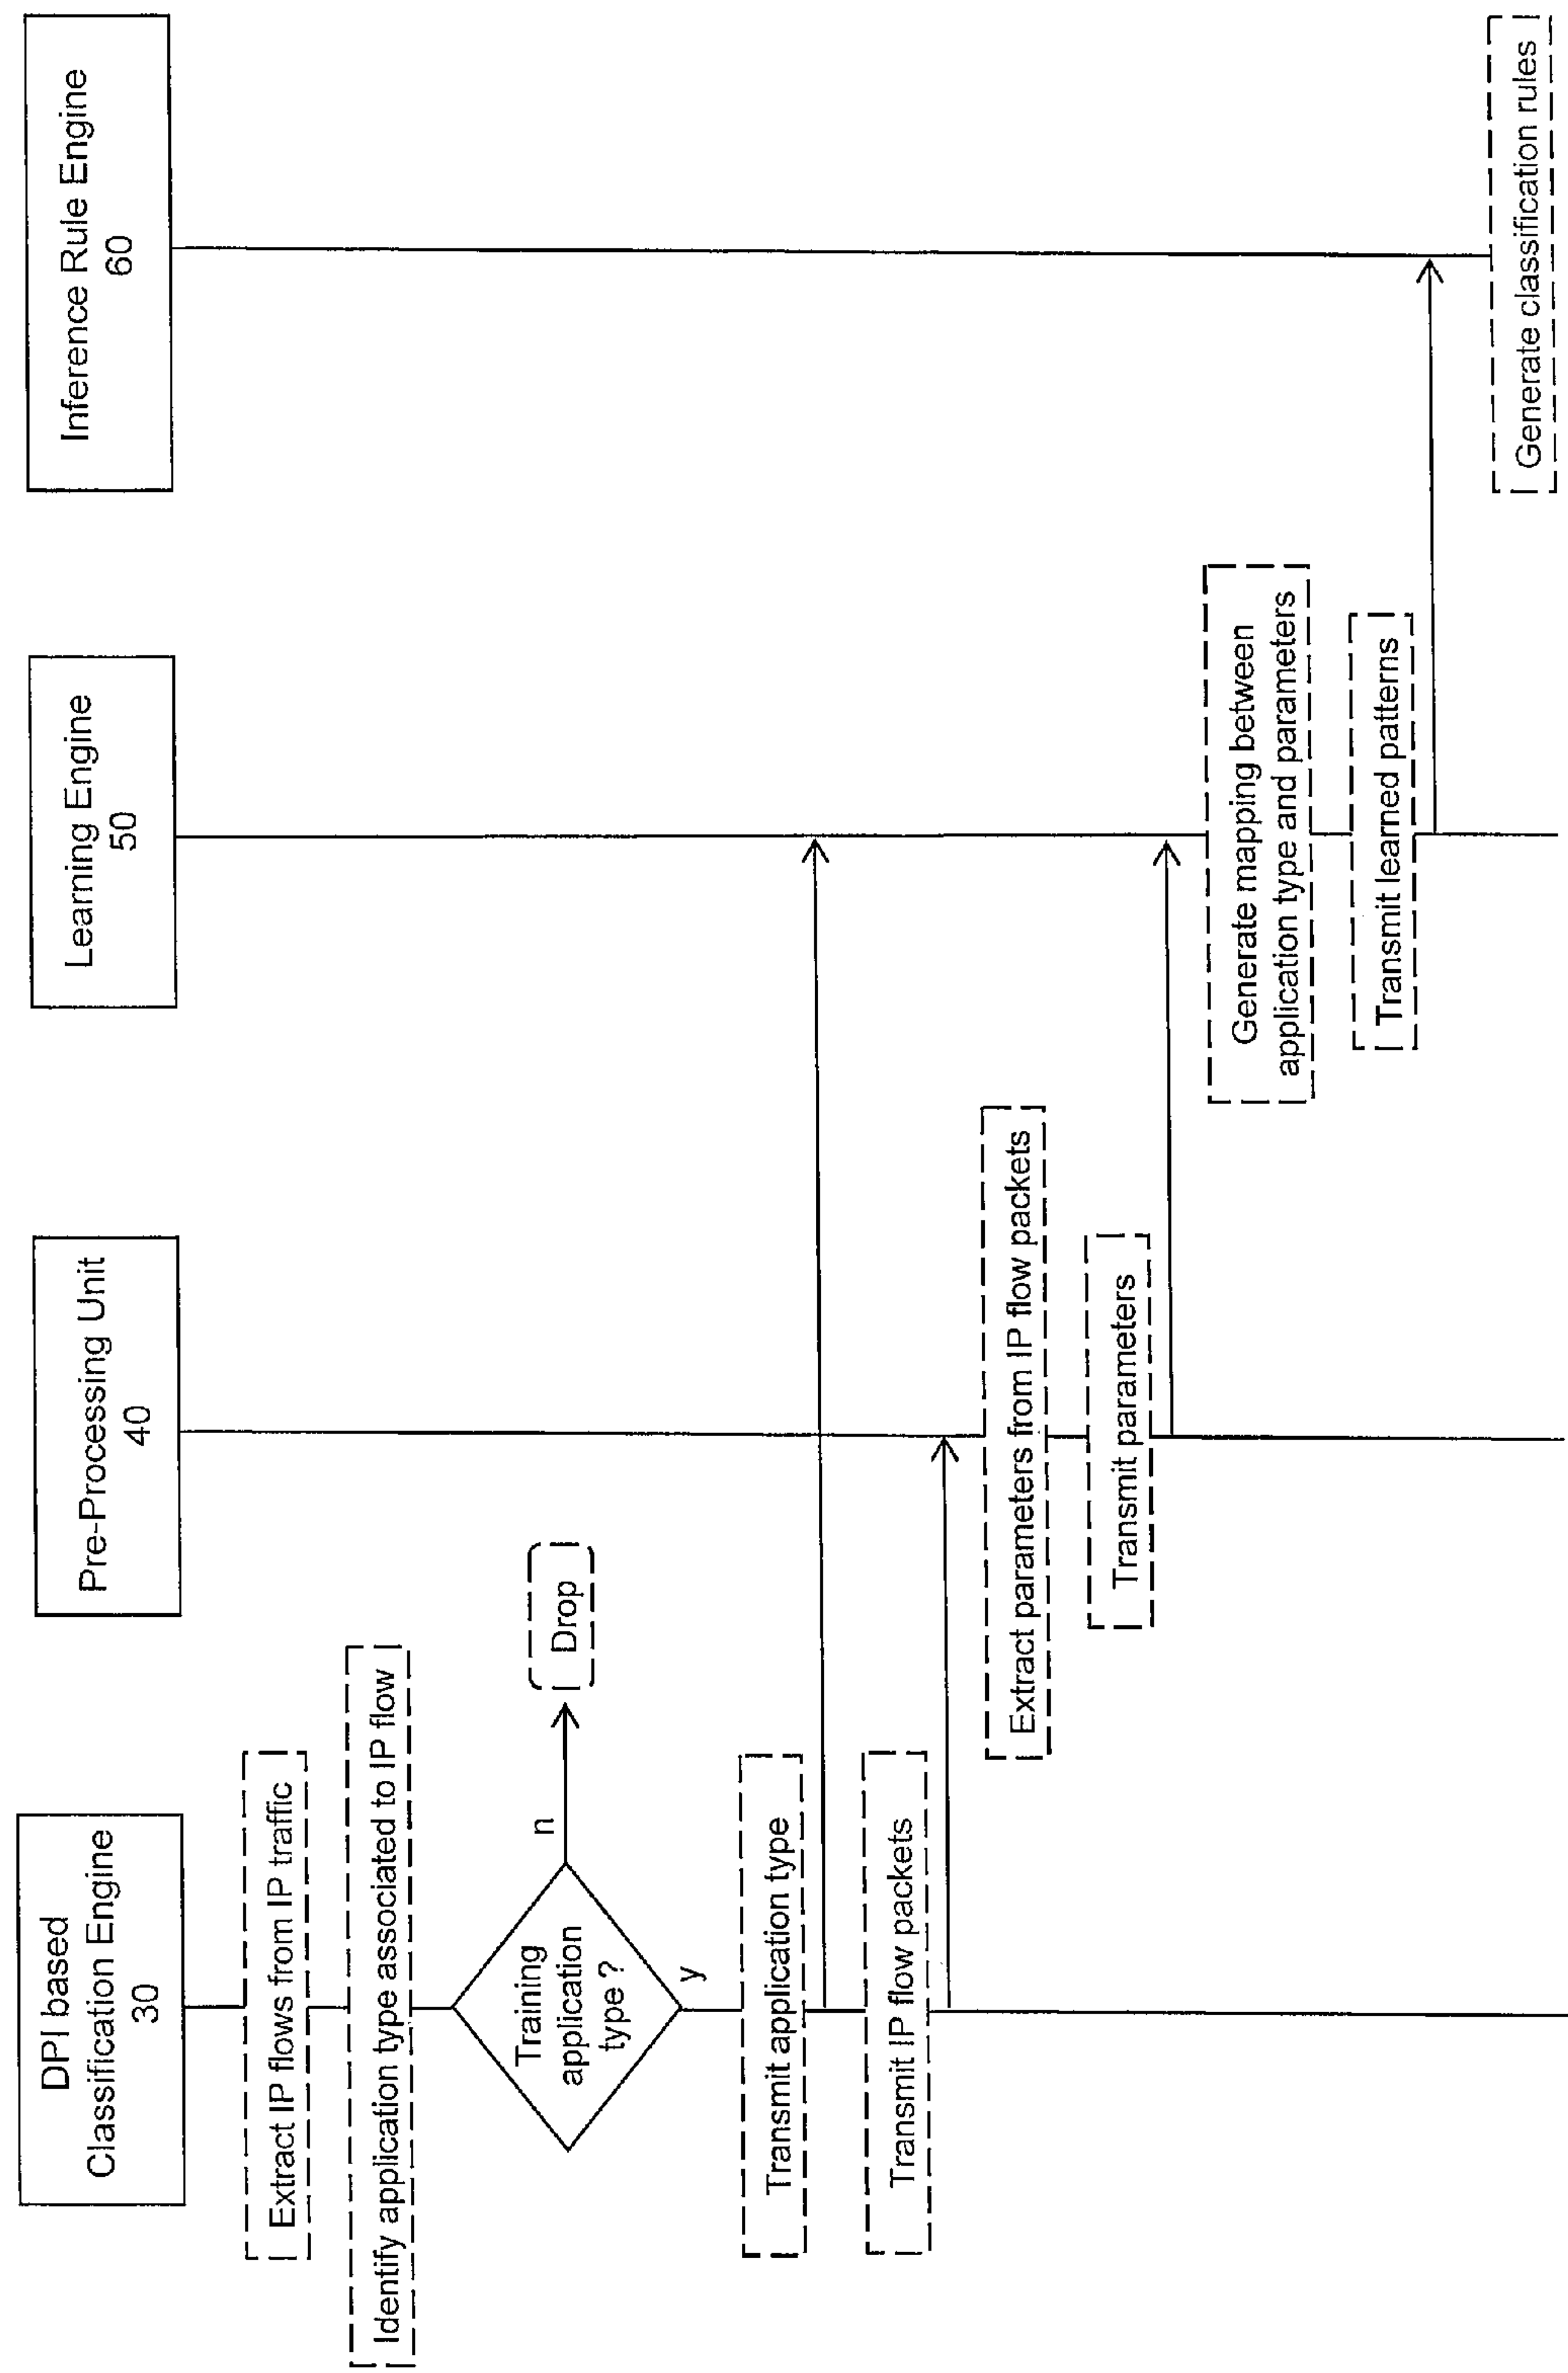 DPI based
Classification Engine
30
Pre-Processing Unit
40
Learning Engine
50
Inference Rule Engine
60
Extract IP flows from IP traffic
Identify application type associated to IP flow
Training
application
type ?
n
Drop
y
Transmit application type
Transmit IP flow packets
Extract parameters from IP flow packets
Transmit parameters
Generate mapping between
application type and parameters
Transmit learned patterns
Generate classification rules